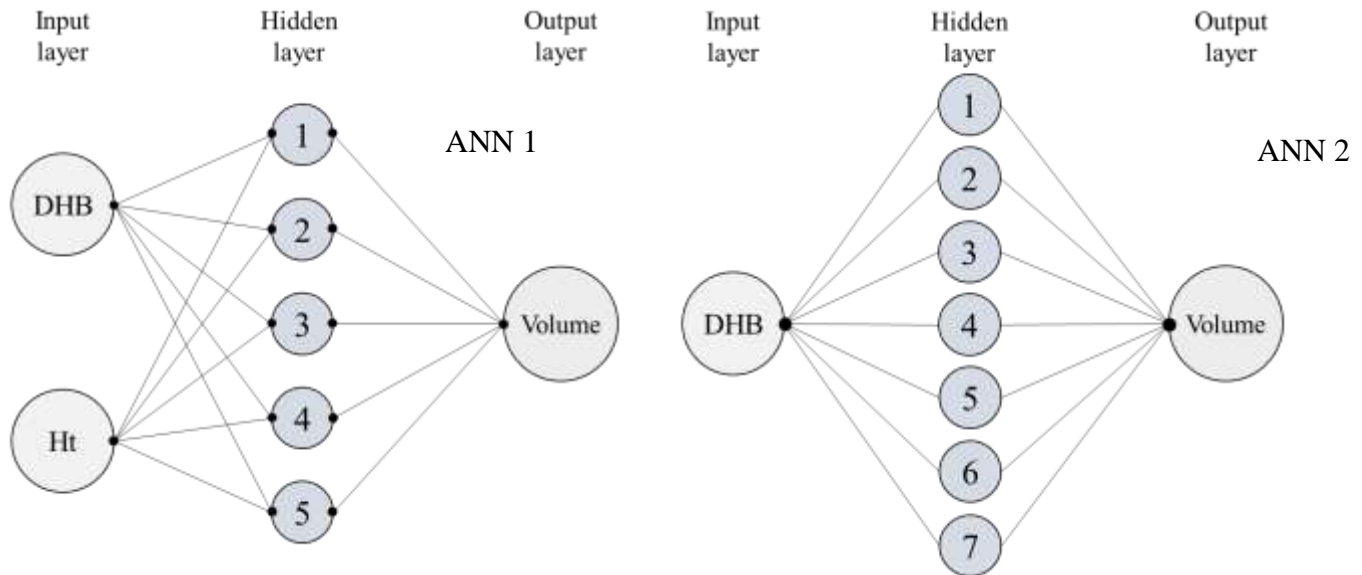 Input
layer
Hidden
layer
Output
layer
ANN 1
DHB
Ht
1
2
3
4
5
Volume
Input
layer
Hidden
layer
Output
layer
ANN 2
DHB
1
2
3
4
5
6
7
Volume